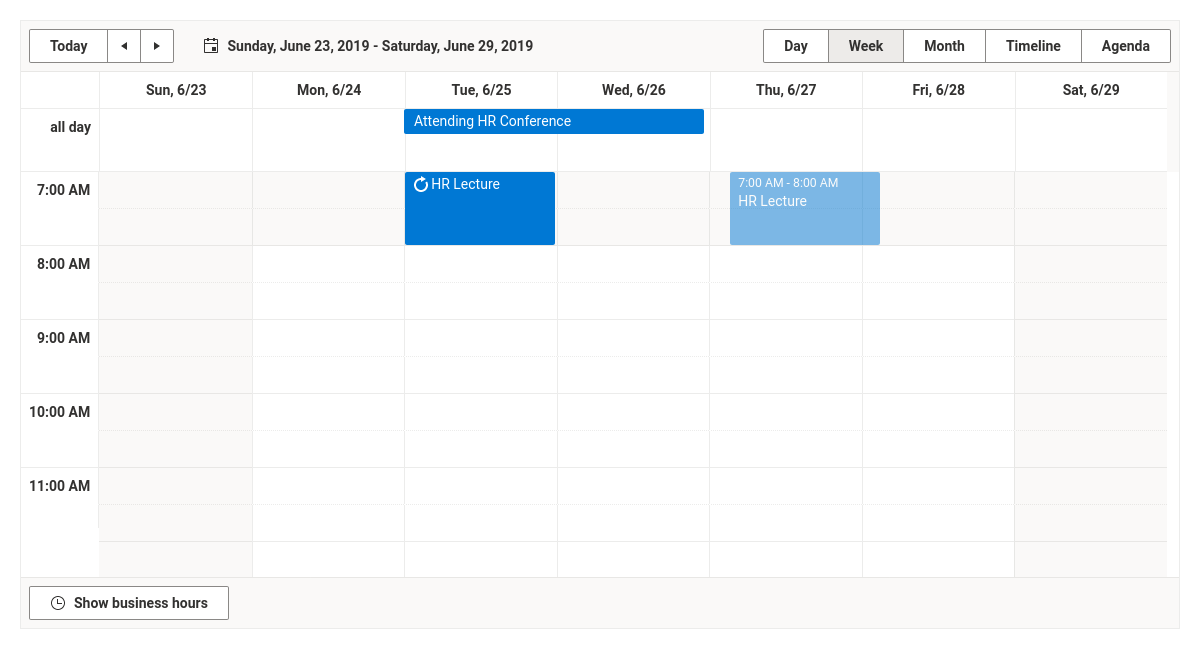 Today
Sunday, June 23, 2019 - Saturday, June 29, 2019
Day
Week
Month
Timeline
Agenda
Sun, 6/23
Mon, 6/24
Tue, 6/25
Wed, 6/26
Thu, 6/27
Fri, 6/28
Sat, 6/29
all day
Attending HR Conference
7:00 AM
HR Lecture
7:00 AM - 8:00 AM
HR Lecture
8:00 AM
9:00 AM
10:00 AM
11:00 AM
Show business hours